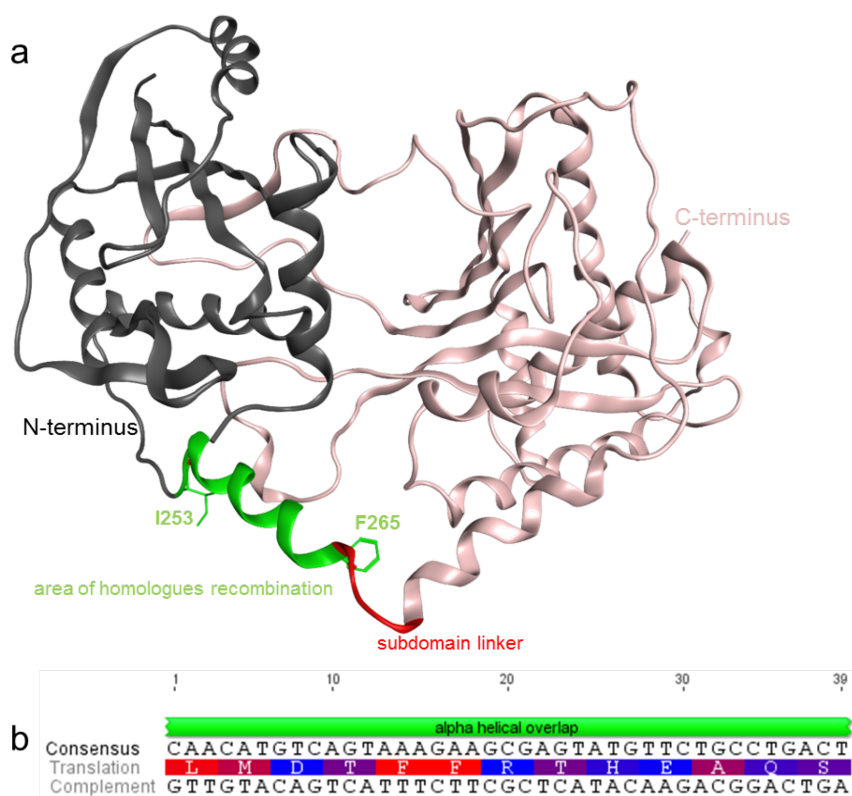 a
C-terminus
N-terminus
I253
F265
area of homologues recombination
subdomain linker
1 10 20 30 39
b
alpha helical overlap
Consensus CAACATGTCAGTAAAGAAGCGAGTATGTTCTGCCTGACT
Translation L M D T F F R T H E A Q S
Complement GTTGTACAGTCATTTCTTCGCTCATACAAGACGGACTGA